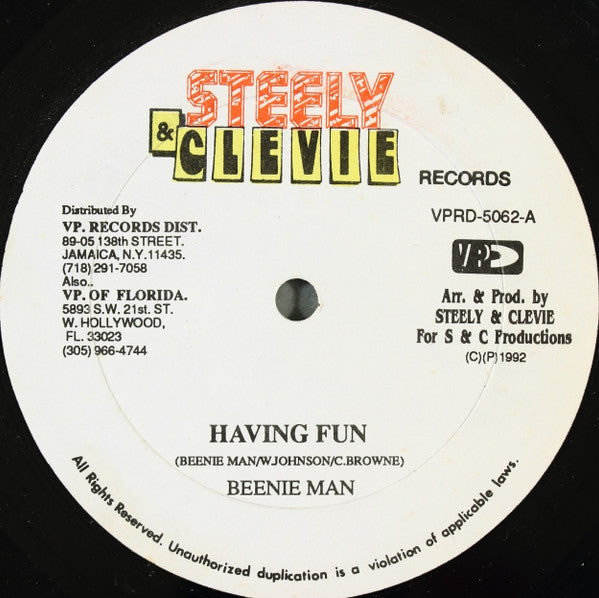 STEELY
& CLEVIE
RECORDS
VPRD-5062-A
VP
Distributed By
VP. RECORDS DIST.
89-05 138th STREET.
JAMAICA, N.Y. 11435.
(718) 291-7058
Also..
VP. OF FLORIDA.
5893 S.W. 21st. ST.
W. HOLLYWOOD,
FL. 33023
(305) 966-4744
Arr. & Prod. by
STEELY & CLEVIE
For S & C Productions
(C)(P)1992
HAVING FUN
(BEENIE MAN/W.JOHNSON/C.BROWNE)
BEENIE MAN
All Rights Reserved. Unauthorized duplication is a violation of applicable laws.